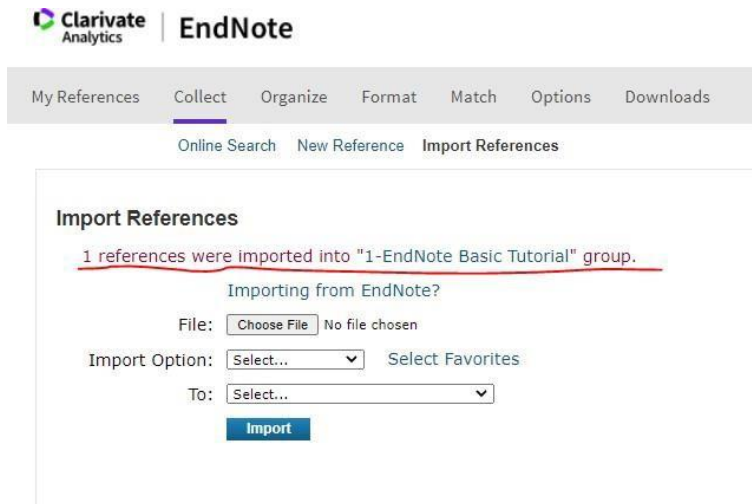 Clarivate
Analytics
EndNote
My References Collect Organize Format Match Options Downloads
Online Search New Reference Import References
Import References
1 references were imported into "1-EndNote Basic Tutorial" group.
Importing from EndNote?
File: Choose File No file chosen
Import Option: Select... Select Favorites
To: Select...
Import